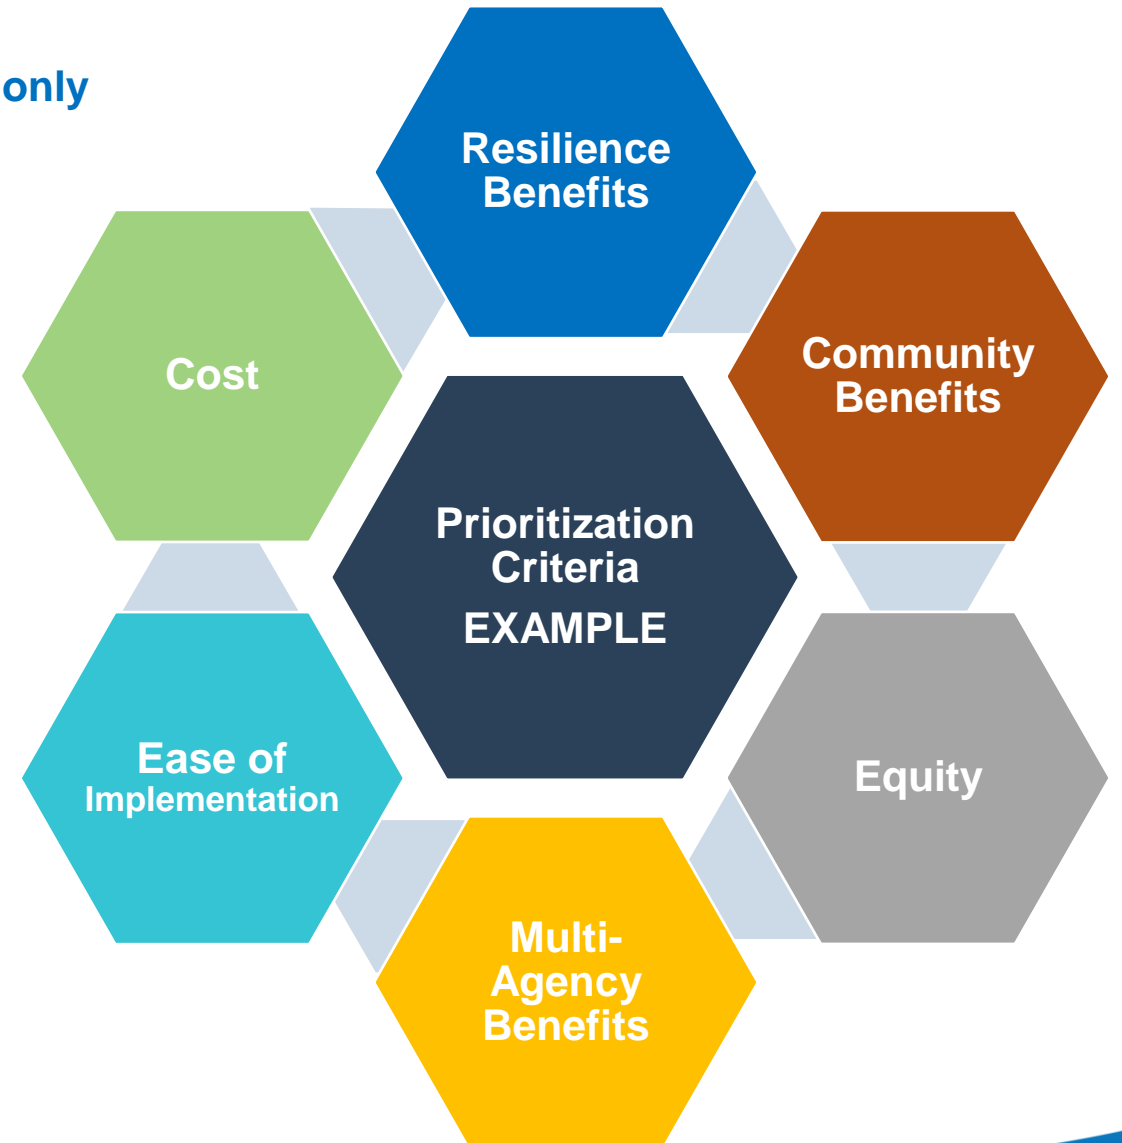 only
Resilience
Benefits
Cost
Community
Benefits
Prioritization
Criteria
EXAMPLE
Ease of
Implementation
Equity
Multi-
Agency
Benefits